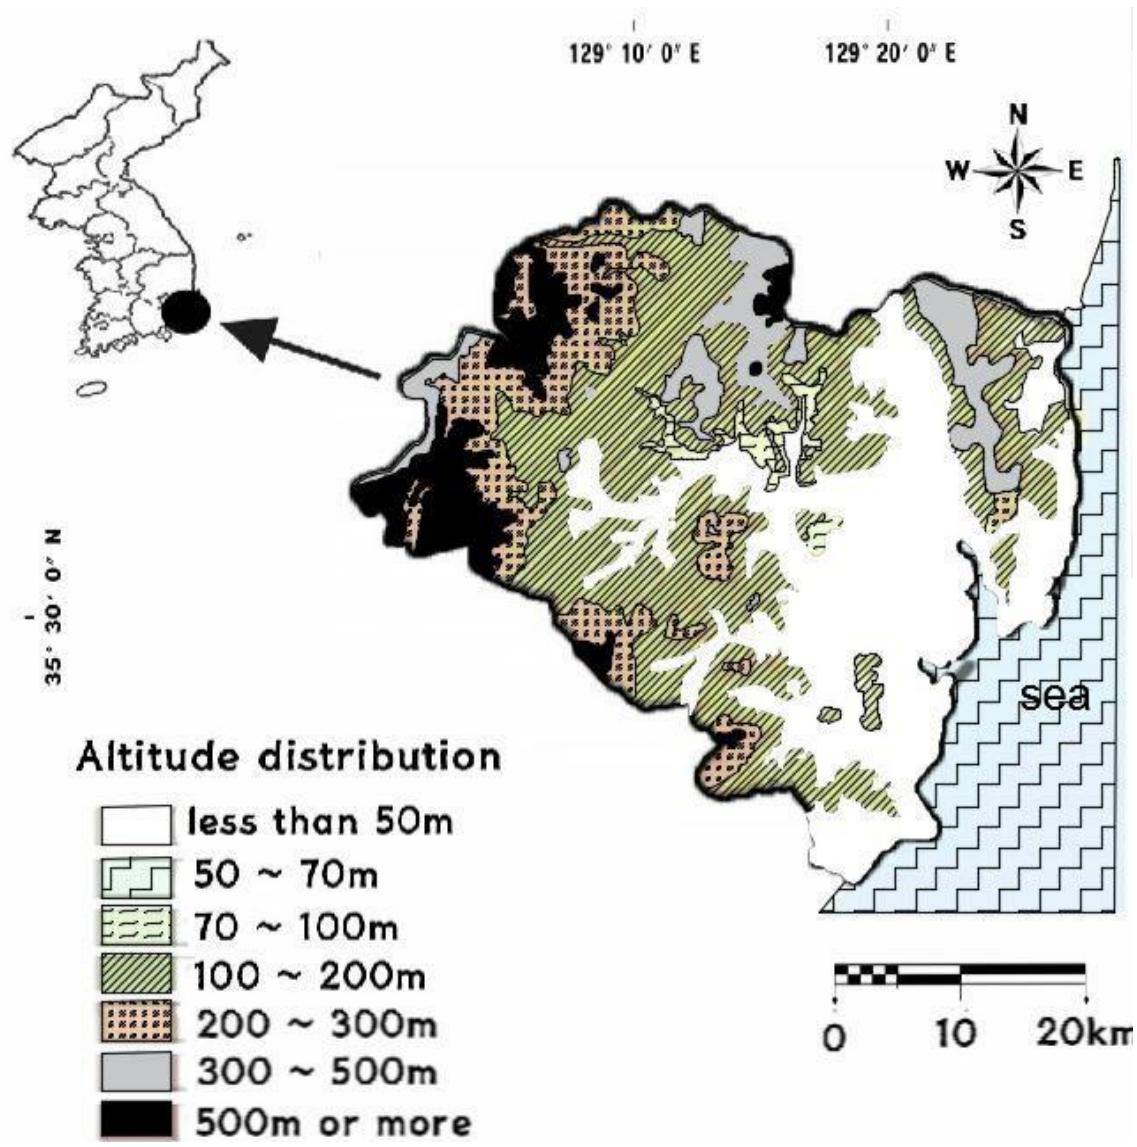 129° 10′ 0″ E
129° 20′ 0″ E
N
W
E
S
35° 30′ 0″ N
sea
Altitude distribution
less than 50m
50 ~ 70m
70 ~ 100m
100 ~ 200m
200 ~ 300m
300 ~ 500m
500m or more
0 10 20km